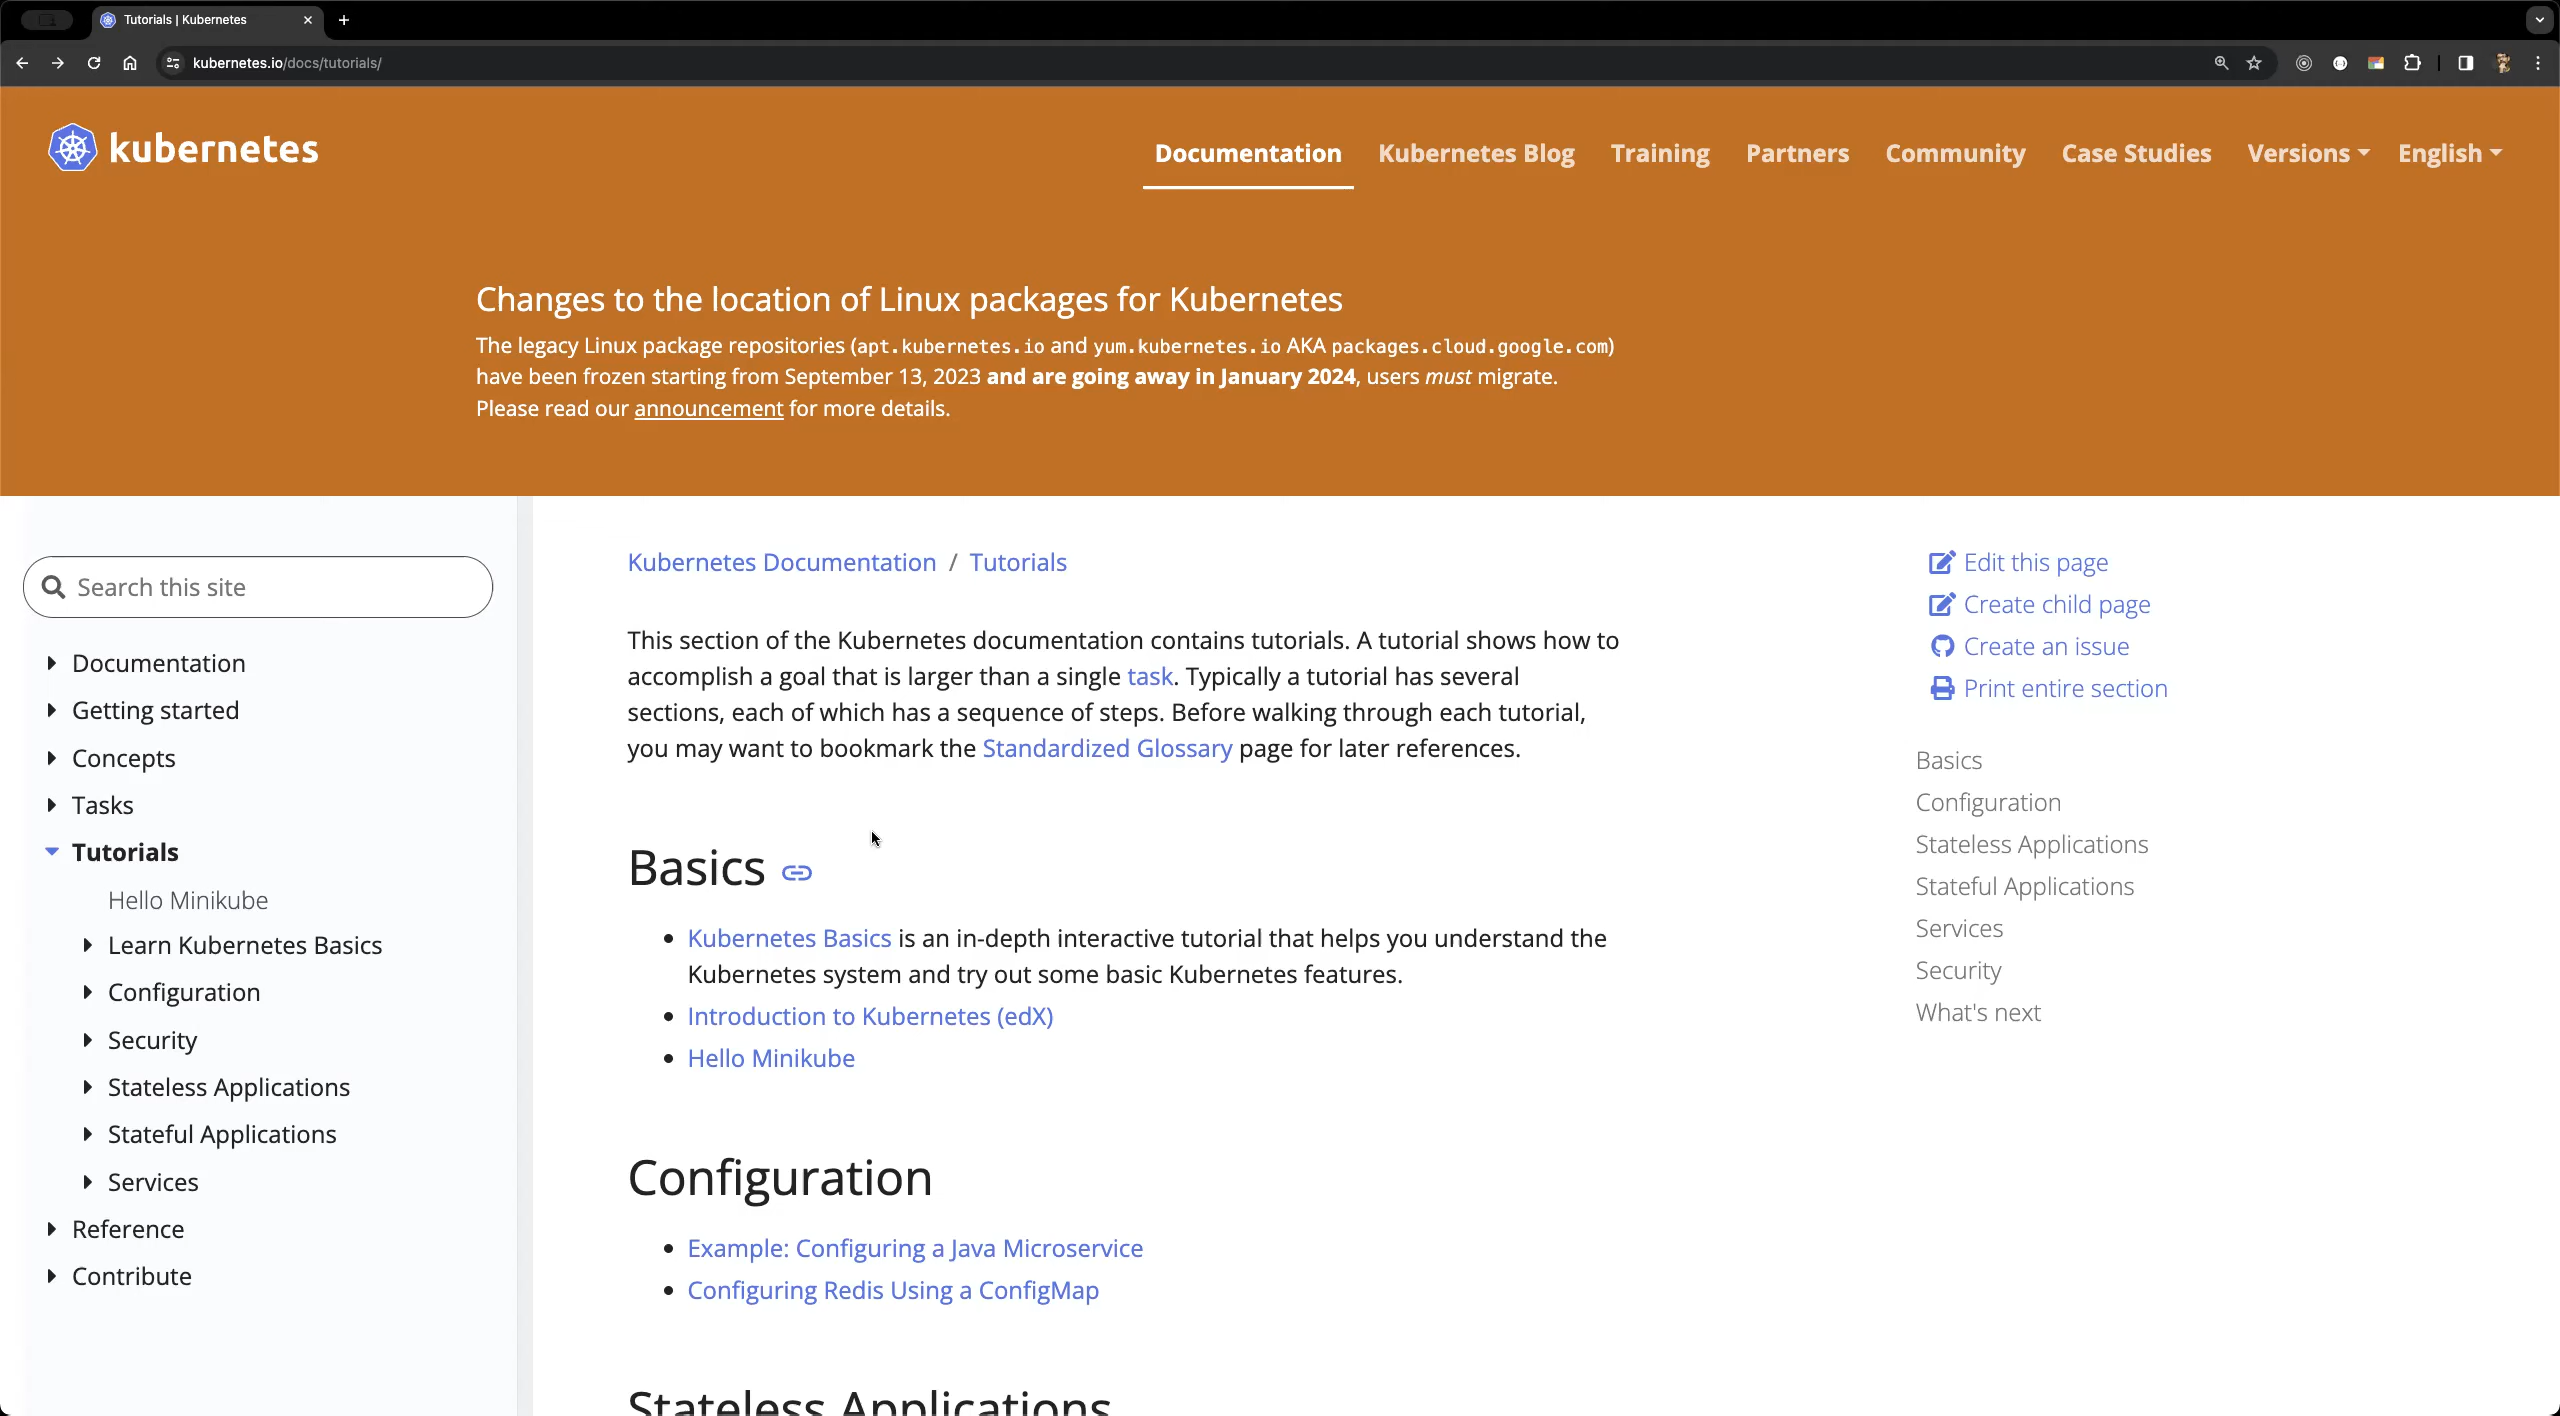 Tutorials | Kubernetes
kubernetes.io/docs/tutorials/
kubernetes
Documentation
Kubernetes Blog
Training
Partners
Community
Case Studies
Versions
English
Changes to the location of Linux packages for Kubernetes
The legacy Linux package repositories (apt.kubernetes.io and yum.kubernetes.io AKA packages.cloud.google.com)
have been frozen starting from September 13, 2023 and are going away in January 2024, users must migrate.
Please read our announcement for more details.
Search this site
Documentation
Getting started
Concepts
Tasks
Tutorials
Hello Minikube
Learn Kubernetes Basics
Configuration
Security
Stateless Applications
Stateful Applications
Services
Reference
Contribute
Kubernetes Documentation / Tutorials
This section of the Kubernetes documentation contains tutorials. A tutorial shows how to
accomplish a goal that is larger than a single task. Typically a tutorial has several
sections, each of which has a sequence of steps. Before walking through each tutorial,
you may want to bookmark the Standardized Glossary page for later references.
Basics
Kubernetes Basics is an in-depth interactive tutorial that helps you understand the
Kubernetes system and try out some basic Kubernetes features.
Introduction to Kubernetes (edX)
Hello Minikube
Configuration
Example: Configuring a Java Microservice
Configuring Redis Using a ConfigMap
Stateless Applications
Edit this page
Create child page
Create an issue
Print entire section
Basics
Configuration
Stateless Applications
Stateful Applications
Services
Security
What's next